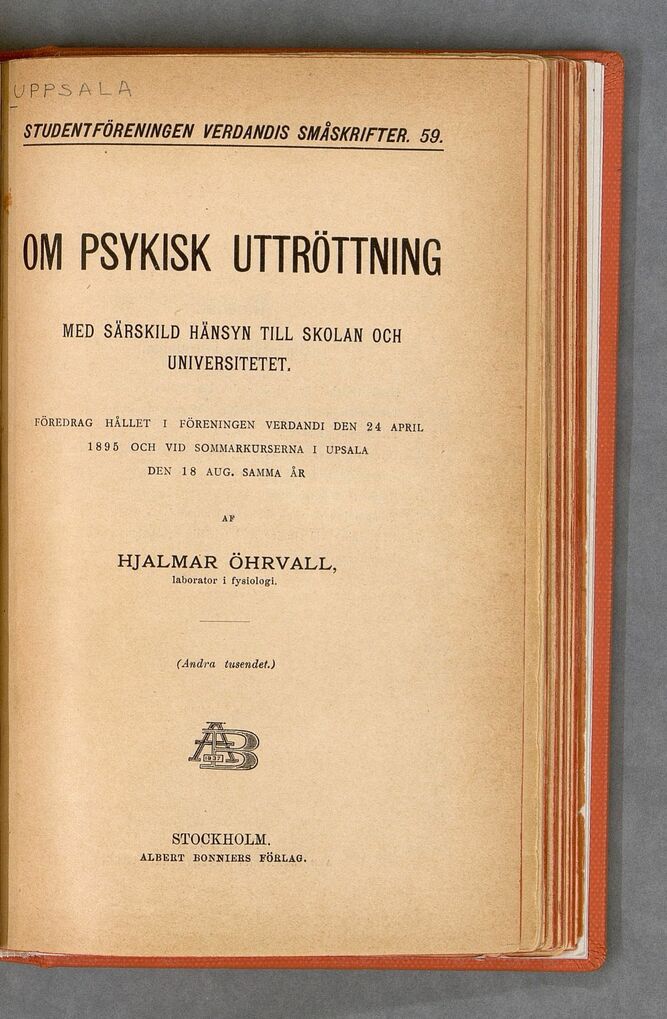 UPPSALA
STUDENTFÖRENINGEN VERDANDIS SMÅSKRIFTER. 59.
OM PSYKISK UTTRÖTTNING
MED SÄRSKILD HÄNSYN TILL SKOLAN OCH
UNIVERSITETET.
FÖREDRAG HÅLLET I FÖRENINGEN VERDANDI DEN 24 APRIL
1895 OCH VID SOMMARKURSERNA I UPSALA
DEN 18 AUG. SAMMA ÅR
AF
HJALMAR ÖHRVALL,
laborator i fysiologi.
(Andra tusendet.)
AB
1837
STOCKHOLM.
ALBERT BONNIERS FÖRLAG.